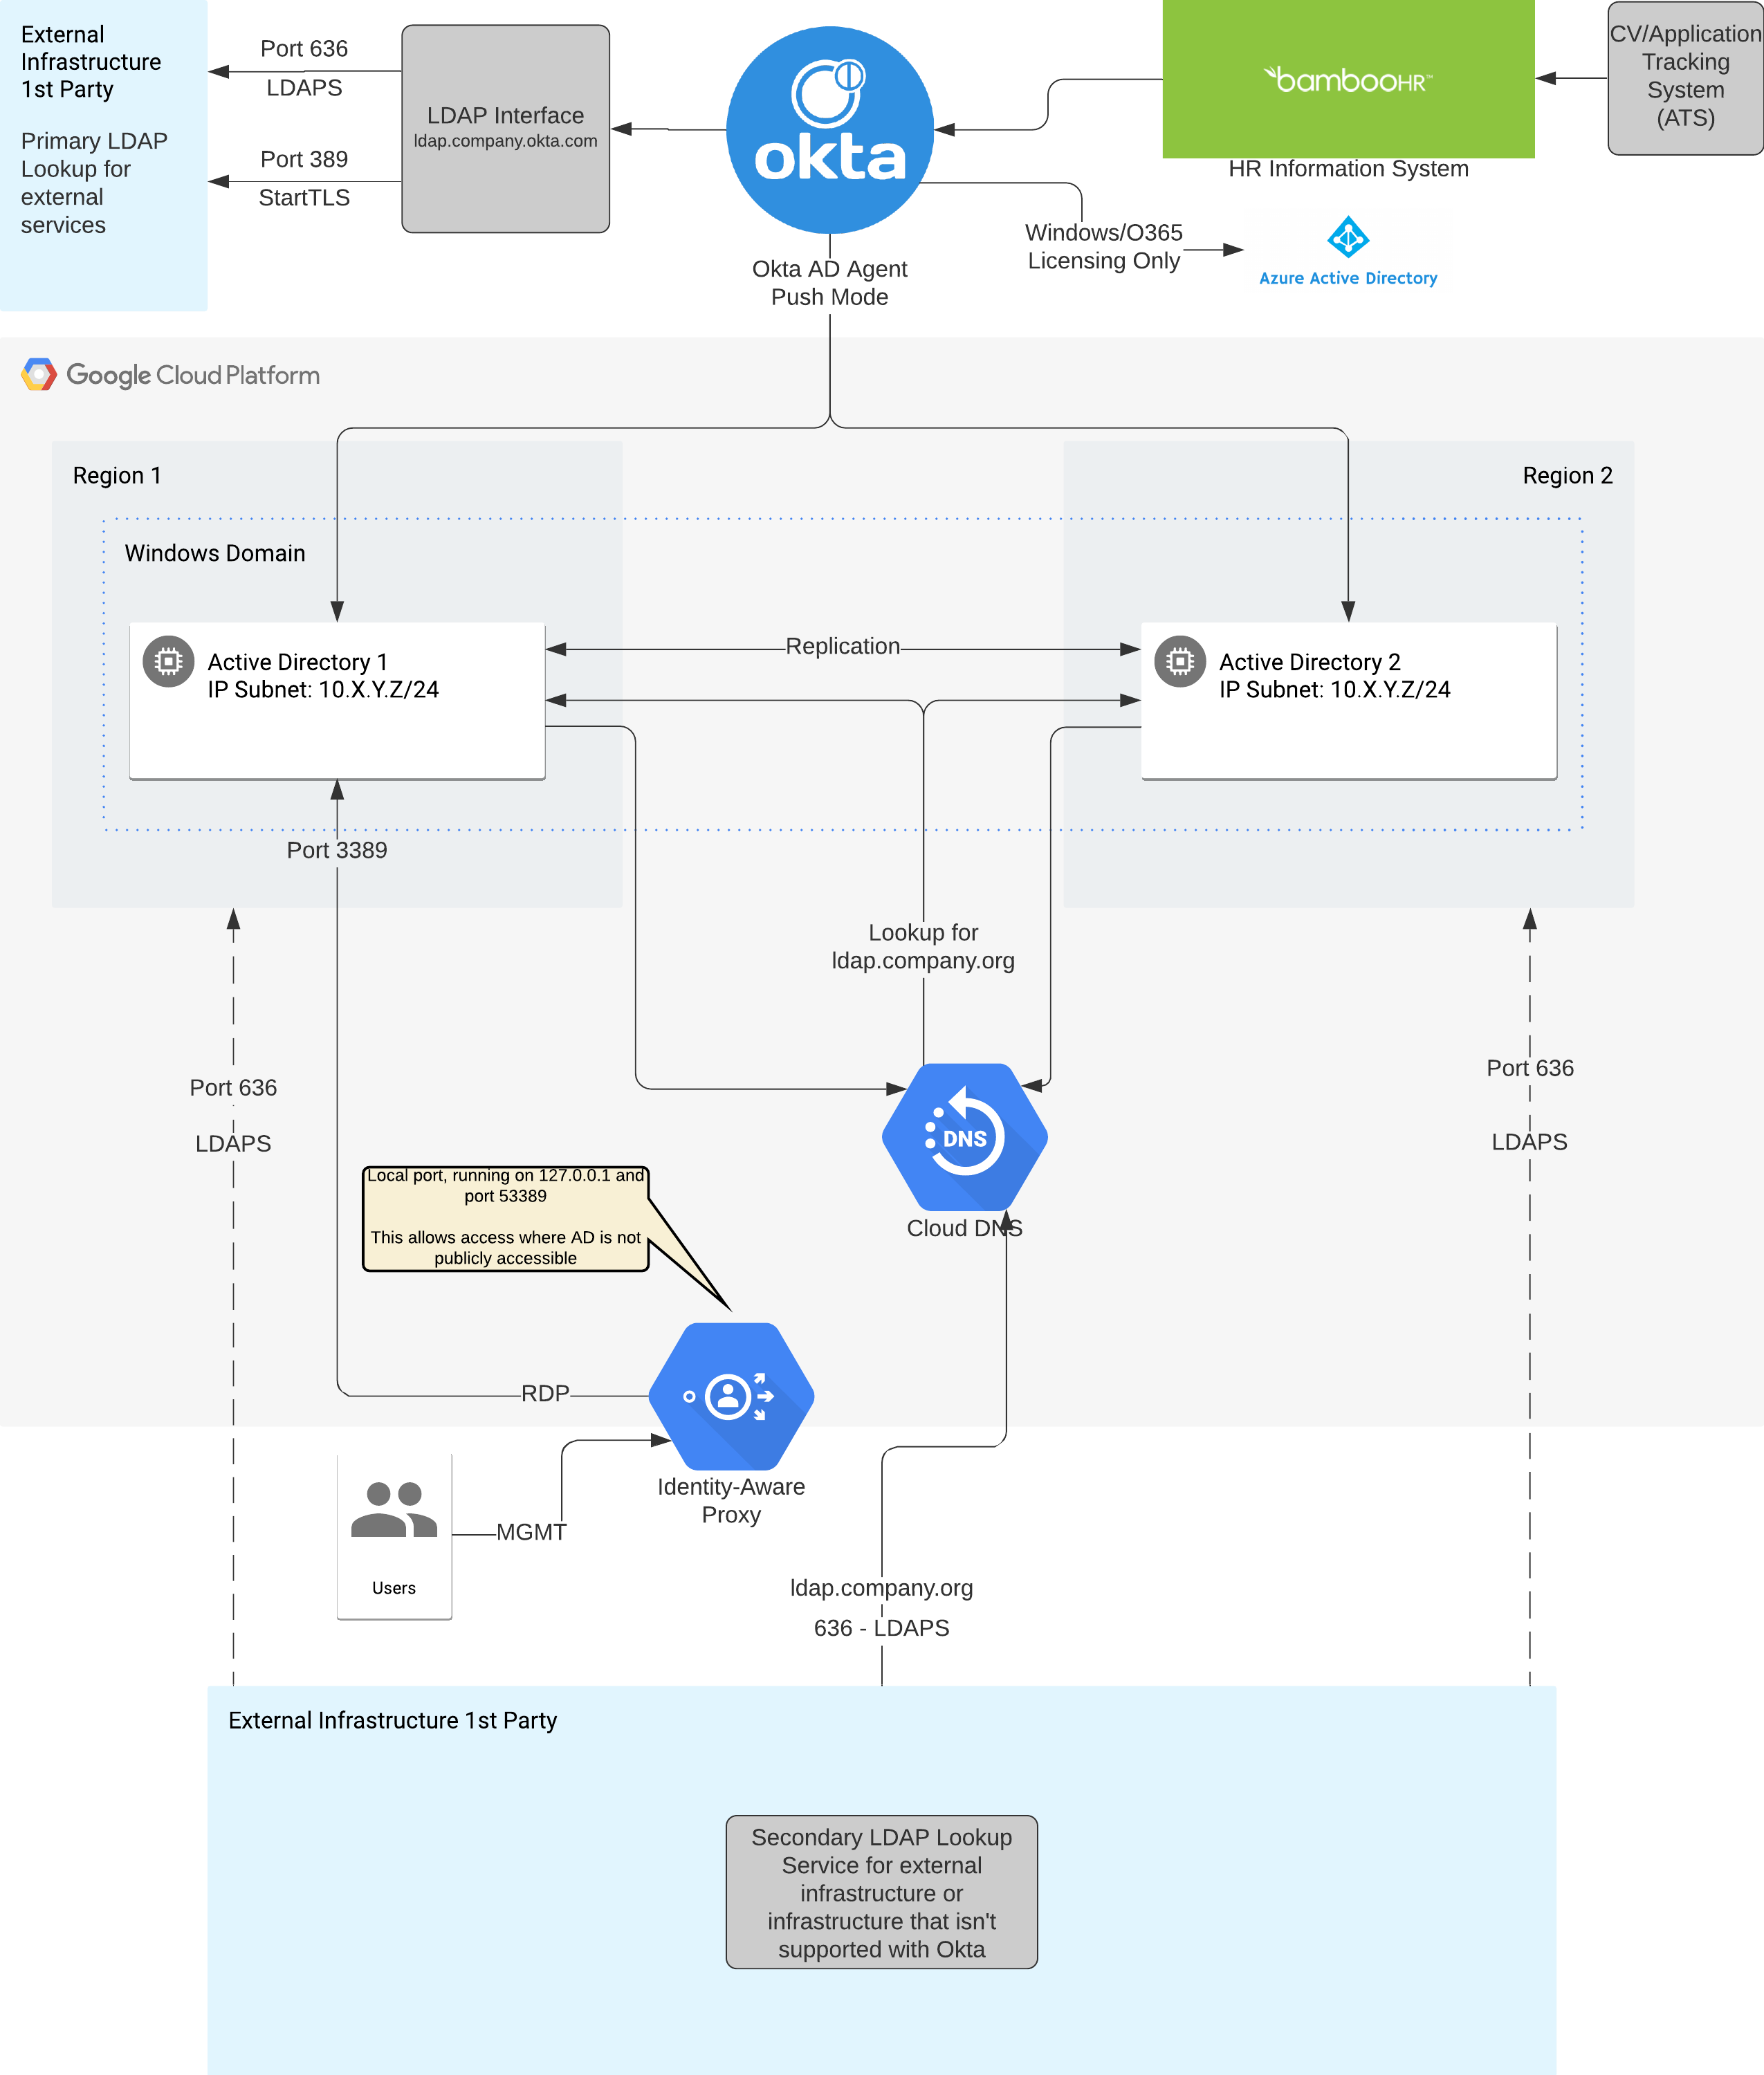 External
Infrastructure
1st Party
Primary LDAP
Lookup for
external
services
Port 636
LDAPS
Port 389
StartTLS
LDAP Interface
ldap.company.okta.com
okta
bambooHR™
HR Information System
CV/Application
Tracking
System
(ATS)
Windows/O365
Licensing Only
Azure Active Directory
Okta AD Agent
Push Mode
Google Cloud Platform
Region 1
Region 2
Windows Domain
Active Directory 1
IP Subnet: 10.X.Y.Z/24
Replication
Active Directory 2
IP Subnet: 10.X.Y.Z/24
Port 3389
Lookup for
ldap.company.org
Port 636
LDAPS
Port 636
LDAPS
DNS
Cloud DNS
Local port, running on 127.0.0.1 and
port 53389
This allows access where AD is not
publicly accessible
RDP
Identity-Aware
Proxy
MGMT
Users
ldap.company.org
636 - LDAPS
External Infrastructure 1st Party
Secondary LDAP Lookup
Service for external
infrastructure or
infrastructure that isn't
supported with Okta